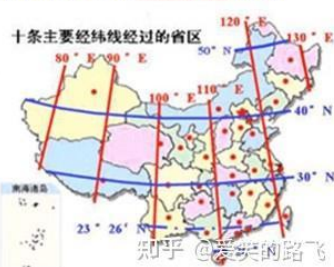 十条主要经纬线经过的省区
120° E
130° E
80° E
90° E
50° N
100° E
110° E
40° N
30° N
南海诸岛
23° 26′ N
知乎 @爱笑的路飞